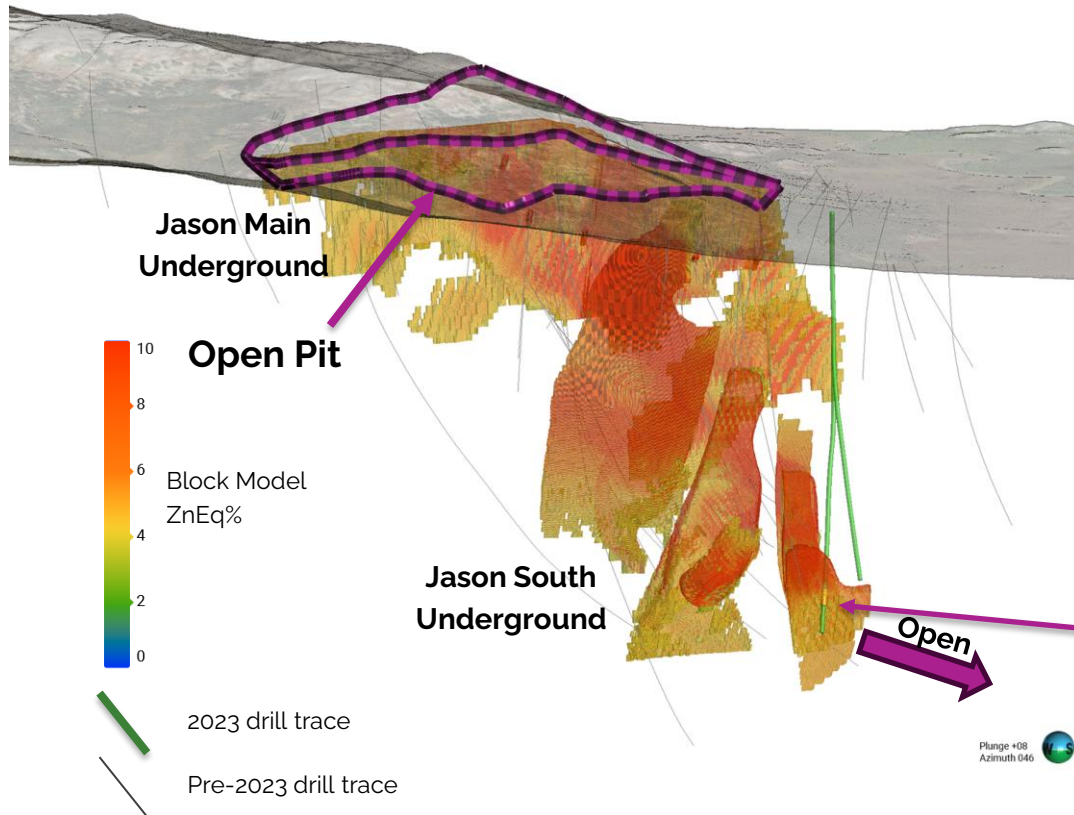 Jason Main
Underground
Open Pit
10
8
6
4
2
0
Block Model
ZnEq%
Jason South
Underground
Open
2023 drill trace
Pre-2023 drill trace
Plunge +08
Azimuth 046
S